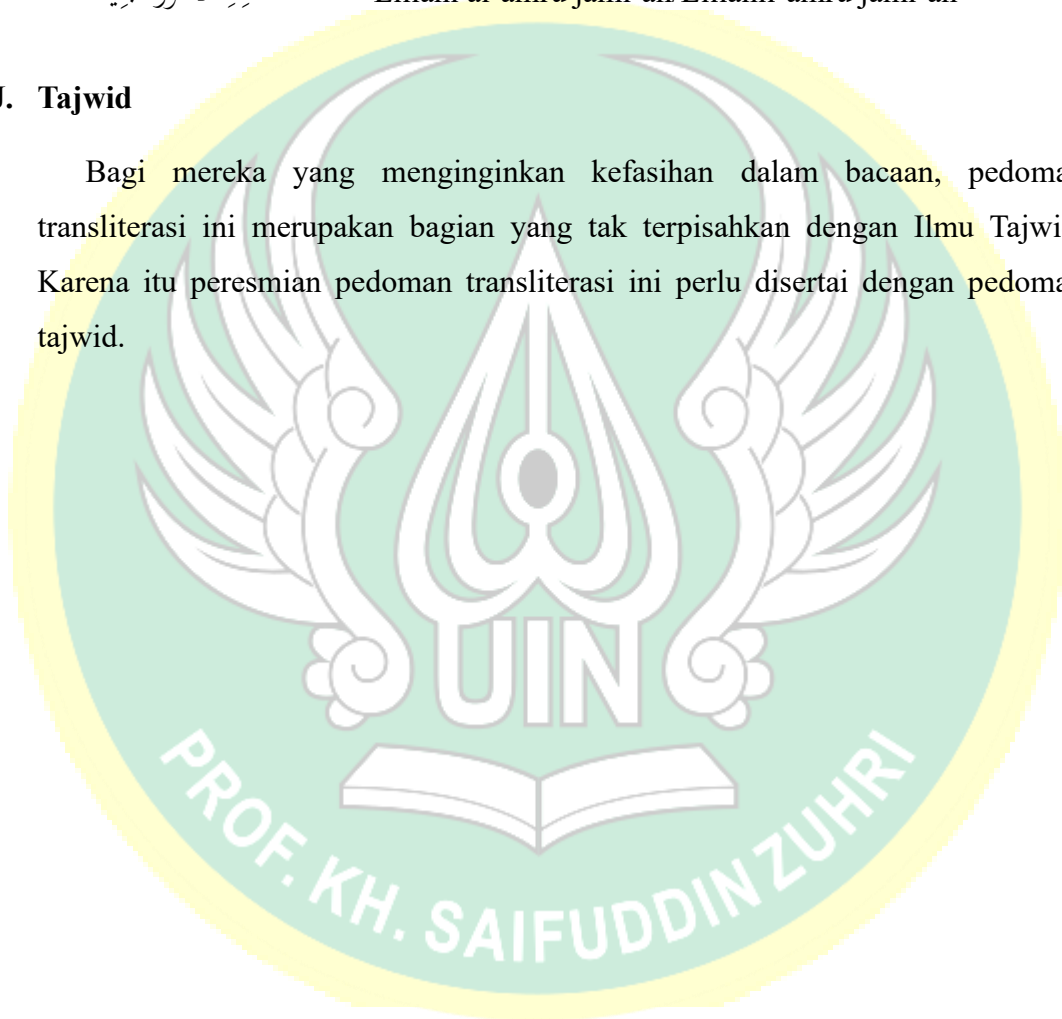 J. Tajwid
Bagi mereka yang menginginkan kefasihan dalam bacaan, pedoma
transliterasi ini merupakan bagian yang tak terpisahkan dengan Ilmu Tajwi
Karena itu peresmian pedoman transliterasi ini perlu disertai dengan pedoma
tajwid.
UIN
PROF. KH. SAIFUDDIN ZUHRI